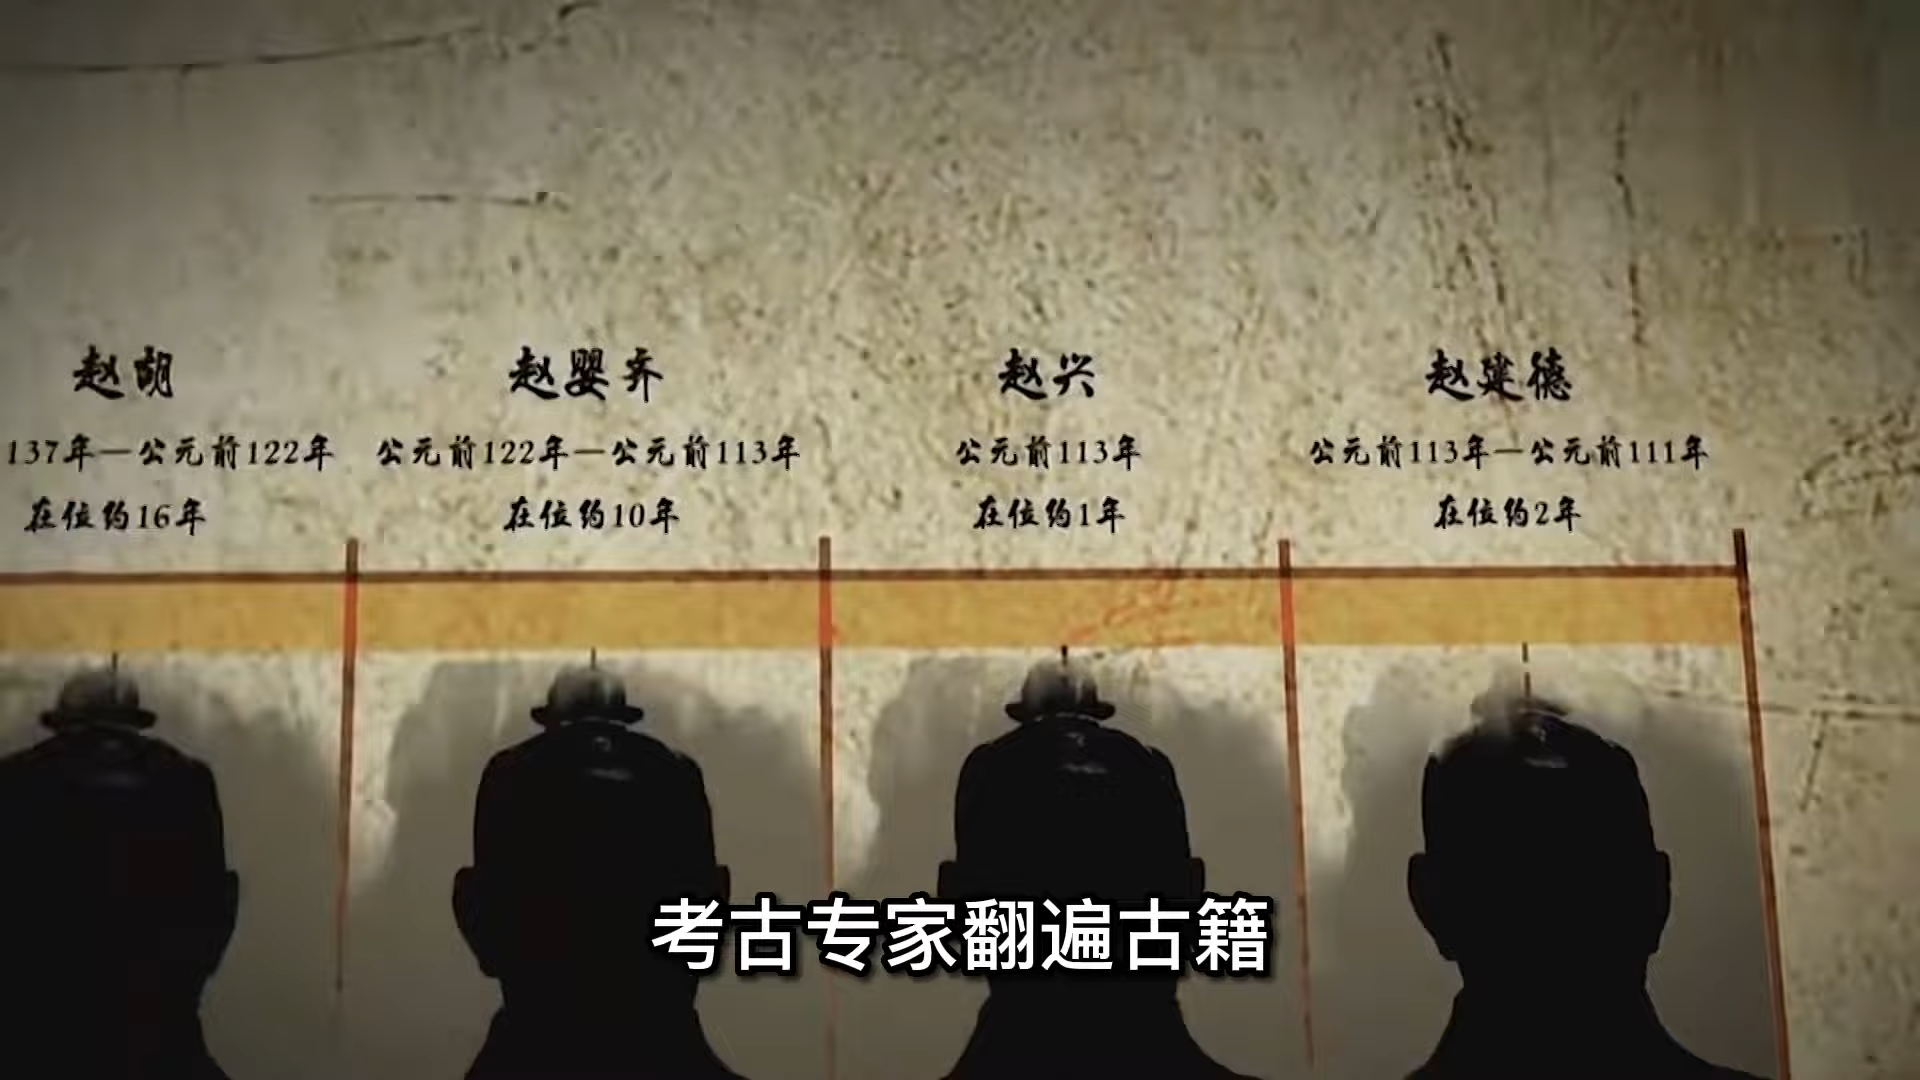 赵胡
137年—公元前122年
在位约16年
赵婴齐
公元前122年—公元前113年
在位约10年
赵兴
公元前113年
在位约1年
赵建德
公元前113年—公元前111年
在位约2年
考古专家翻遍古籍